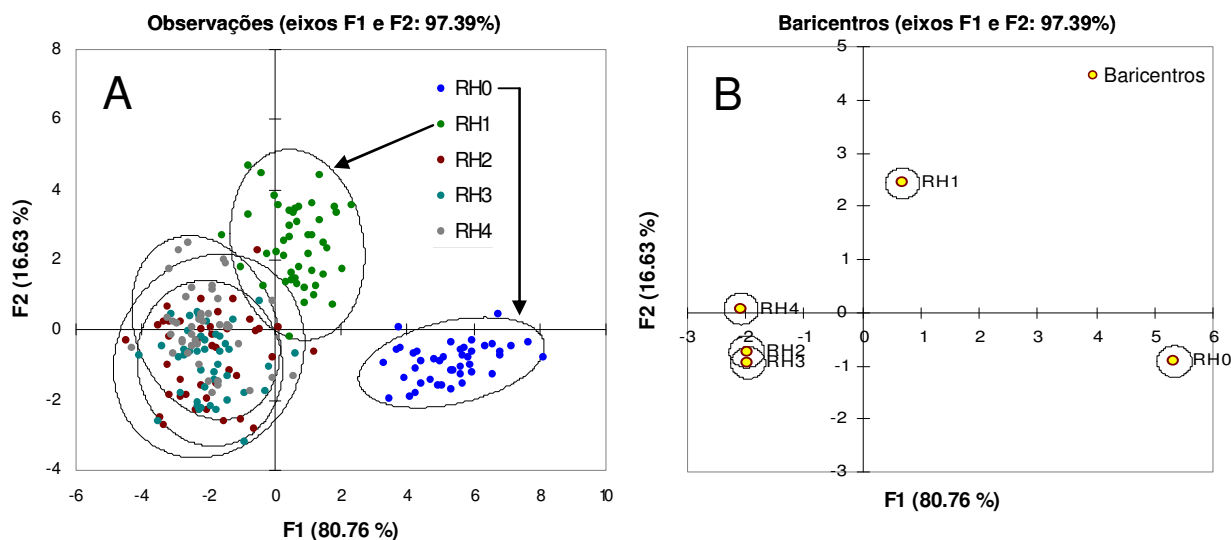 Observações (eixos F1 e F2: 97.39%)
A
RH0
RH1
RH2
RH3
RH4
8
6
4
2
0
-2
-4
-6
-4
-2
0
2
4
6
8
10
F2 (16.63 %)
F1 (80.76 %)
Baricentros (eixos F1 e F2: 97.39%)
B
Baricentros
RH1
RH4
RH2
RH3
RH0
5
4
3
2
1
0
-1
-2
-3
-3
-2
-1
0
1
2
3
4
5
6
F2 (16.63 %)
F1 (80.76 %)